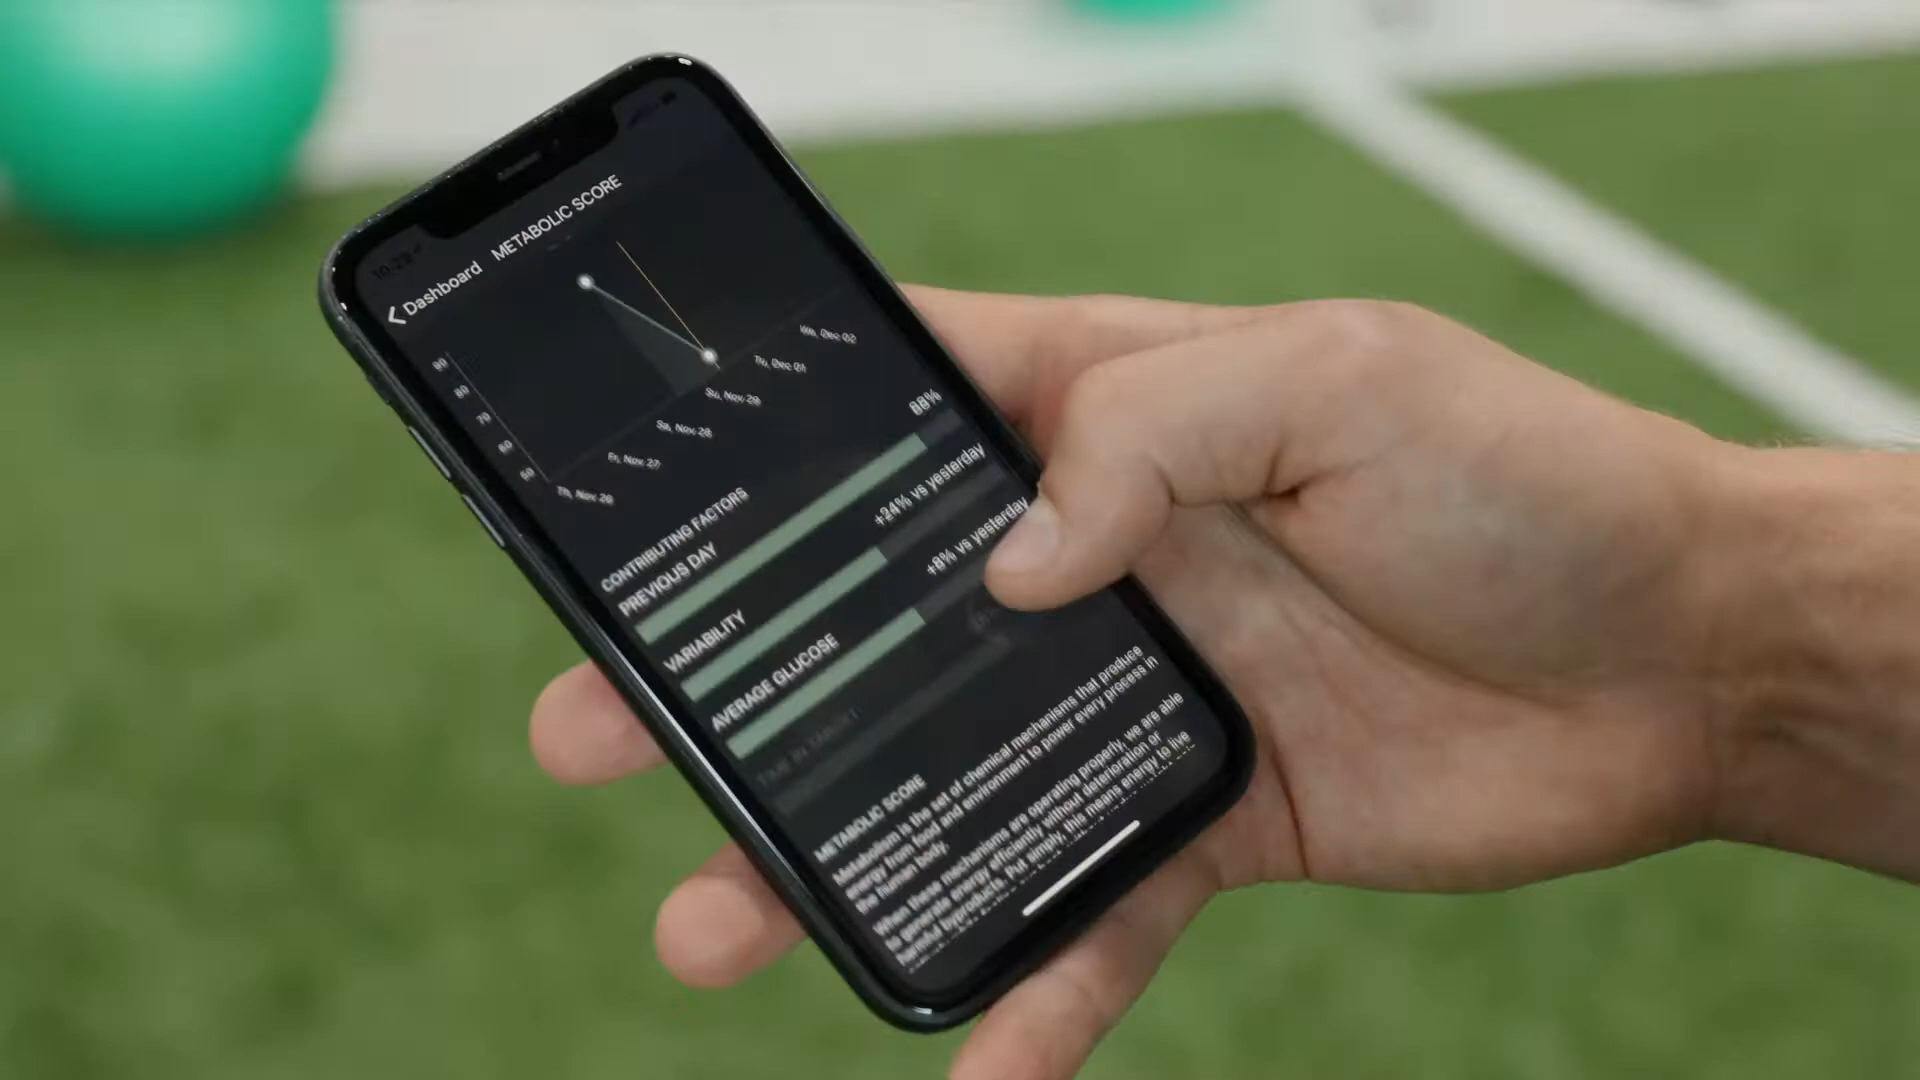 10:29
Dashboard
METABOLIC SCORE
90
80
70
60
50
Th, Nov 26
Fr, Nov 27
Sa, Nov 28
Su, Nov 29
Tu, Dec 01
We, Dec 02
CONTRIBUTING FACTORS
PREVIOUS DAY 88%
VARIABILITY +24% vs yesterday
AVERAGE GLUCOSE +8% vs yesterday
METABOLIC SCORE
Metabolism is the set of chemical mechanisms that produce
energy from food and environment to power every process in
the human body.
When these mechanisms are operating properly, we are able
to generate energy efficiently without deterioration or
harmful byproducts. Put simply, this means energy to live